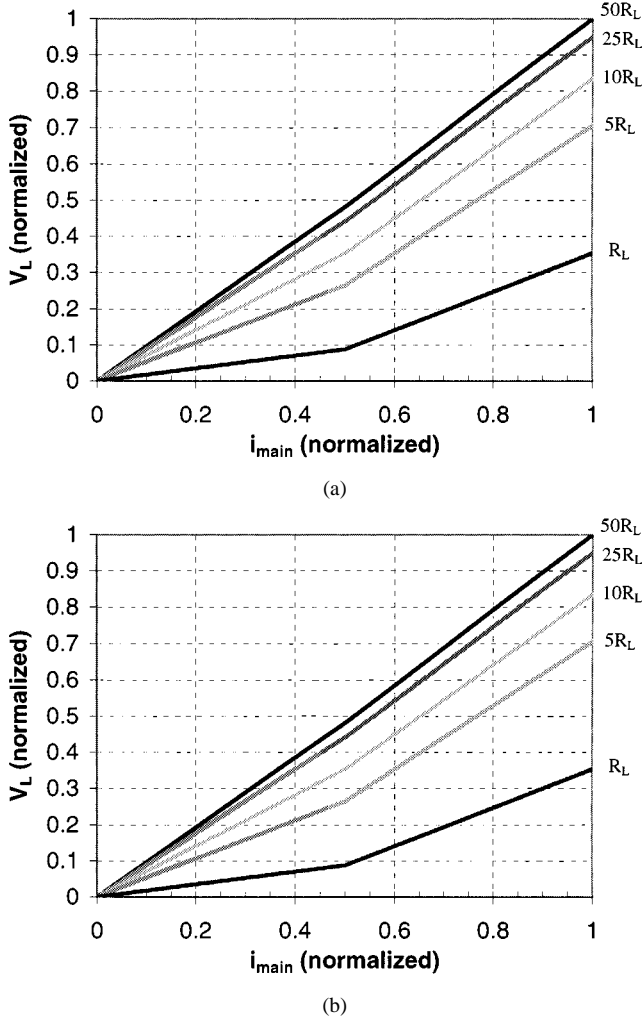 1
0.9
0.8
0.7
0.6
0.5
0.4
0.3
0.2
0.1
0
V_L (normalized)
50R_L
25R_L
10R_L
5R_L
R_L
0 0.2 0.4 0.6 0.8 1
i_main (normalized)
(a)
1
0.9
0.8
0.7
0.6
0.5
0.4
0.3
0.2
0.1
0
V_L (normalized)
50R_L
25R_L
10R_L
5R_L
R_L
0 0.2 0.4 0.6 0.8 1
i_main (normalized)
(b)